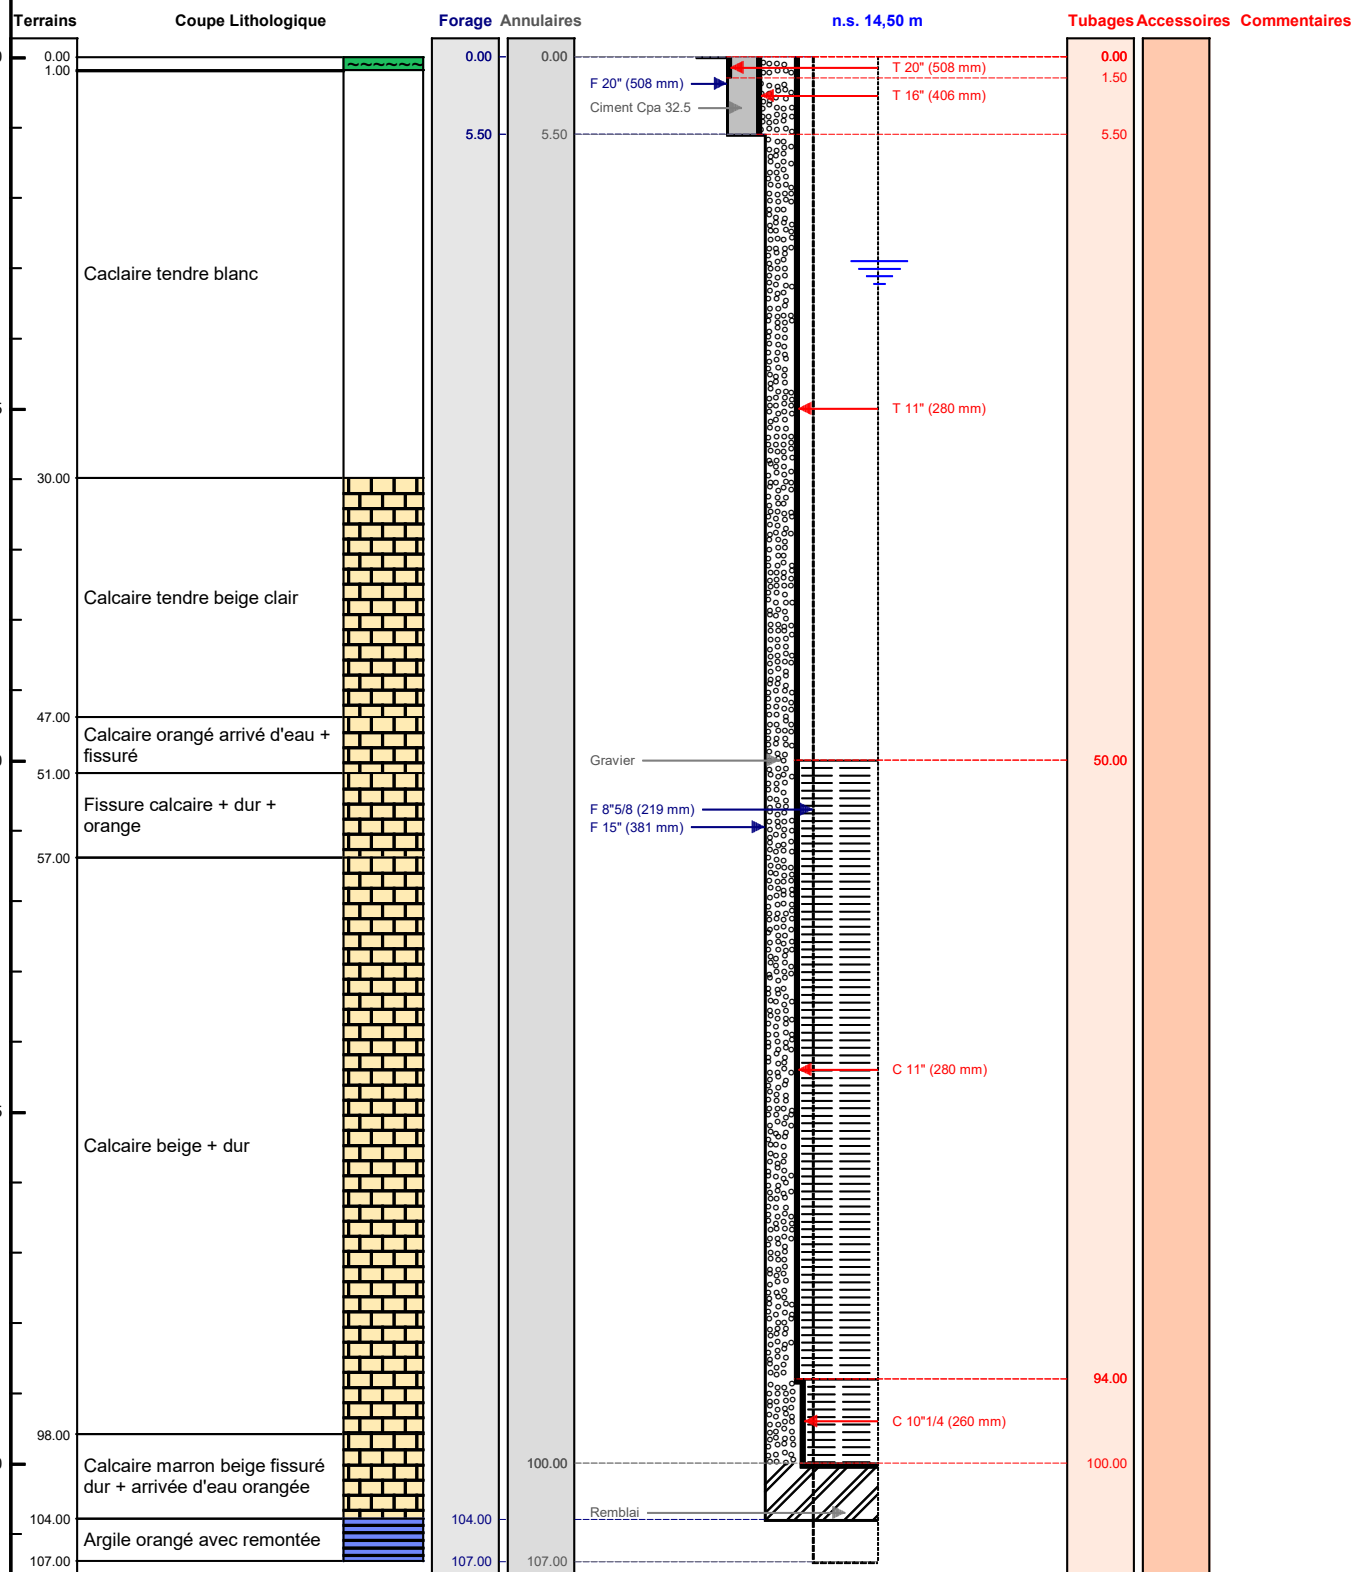 Terrains Coupe Lithologique Forage Annulaires n.s. 14,50 m Tubages Accessoires Commentaires
0.00 0.00 0.00 0.00
1.00
T 20" (508 mm)
1.50
F 20" (508 mm)
T 16" (406 mm)
Ciment Cpa 32.5
5.50 5.50 5.50
Caclaire tendre blanc
T 11" (280 mm)
30.00
Calcaire tendre beige clair
47.00
Calcaire orangé arrivé d'eau +
fissuré
Gravier 50.00
51.00
Fissure calcaire + dur +
orange
F 8"5/8 (219 mm)
F 15" (381 mm)
57.00
C 11" (280 mm)
Calcaire beige + dur
94.00
C 10"1/4 (260 mm)
98.00
Calcaire marron beige fissuré
dur + arrivée d'eau orangée
100.00 100.00
Remblai
104.00 104.00
Argile orangé avec remontée
107.00 107.00 107.00